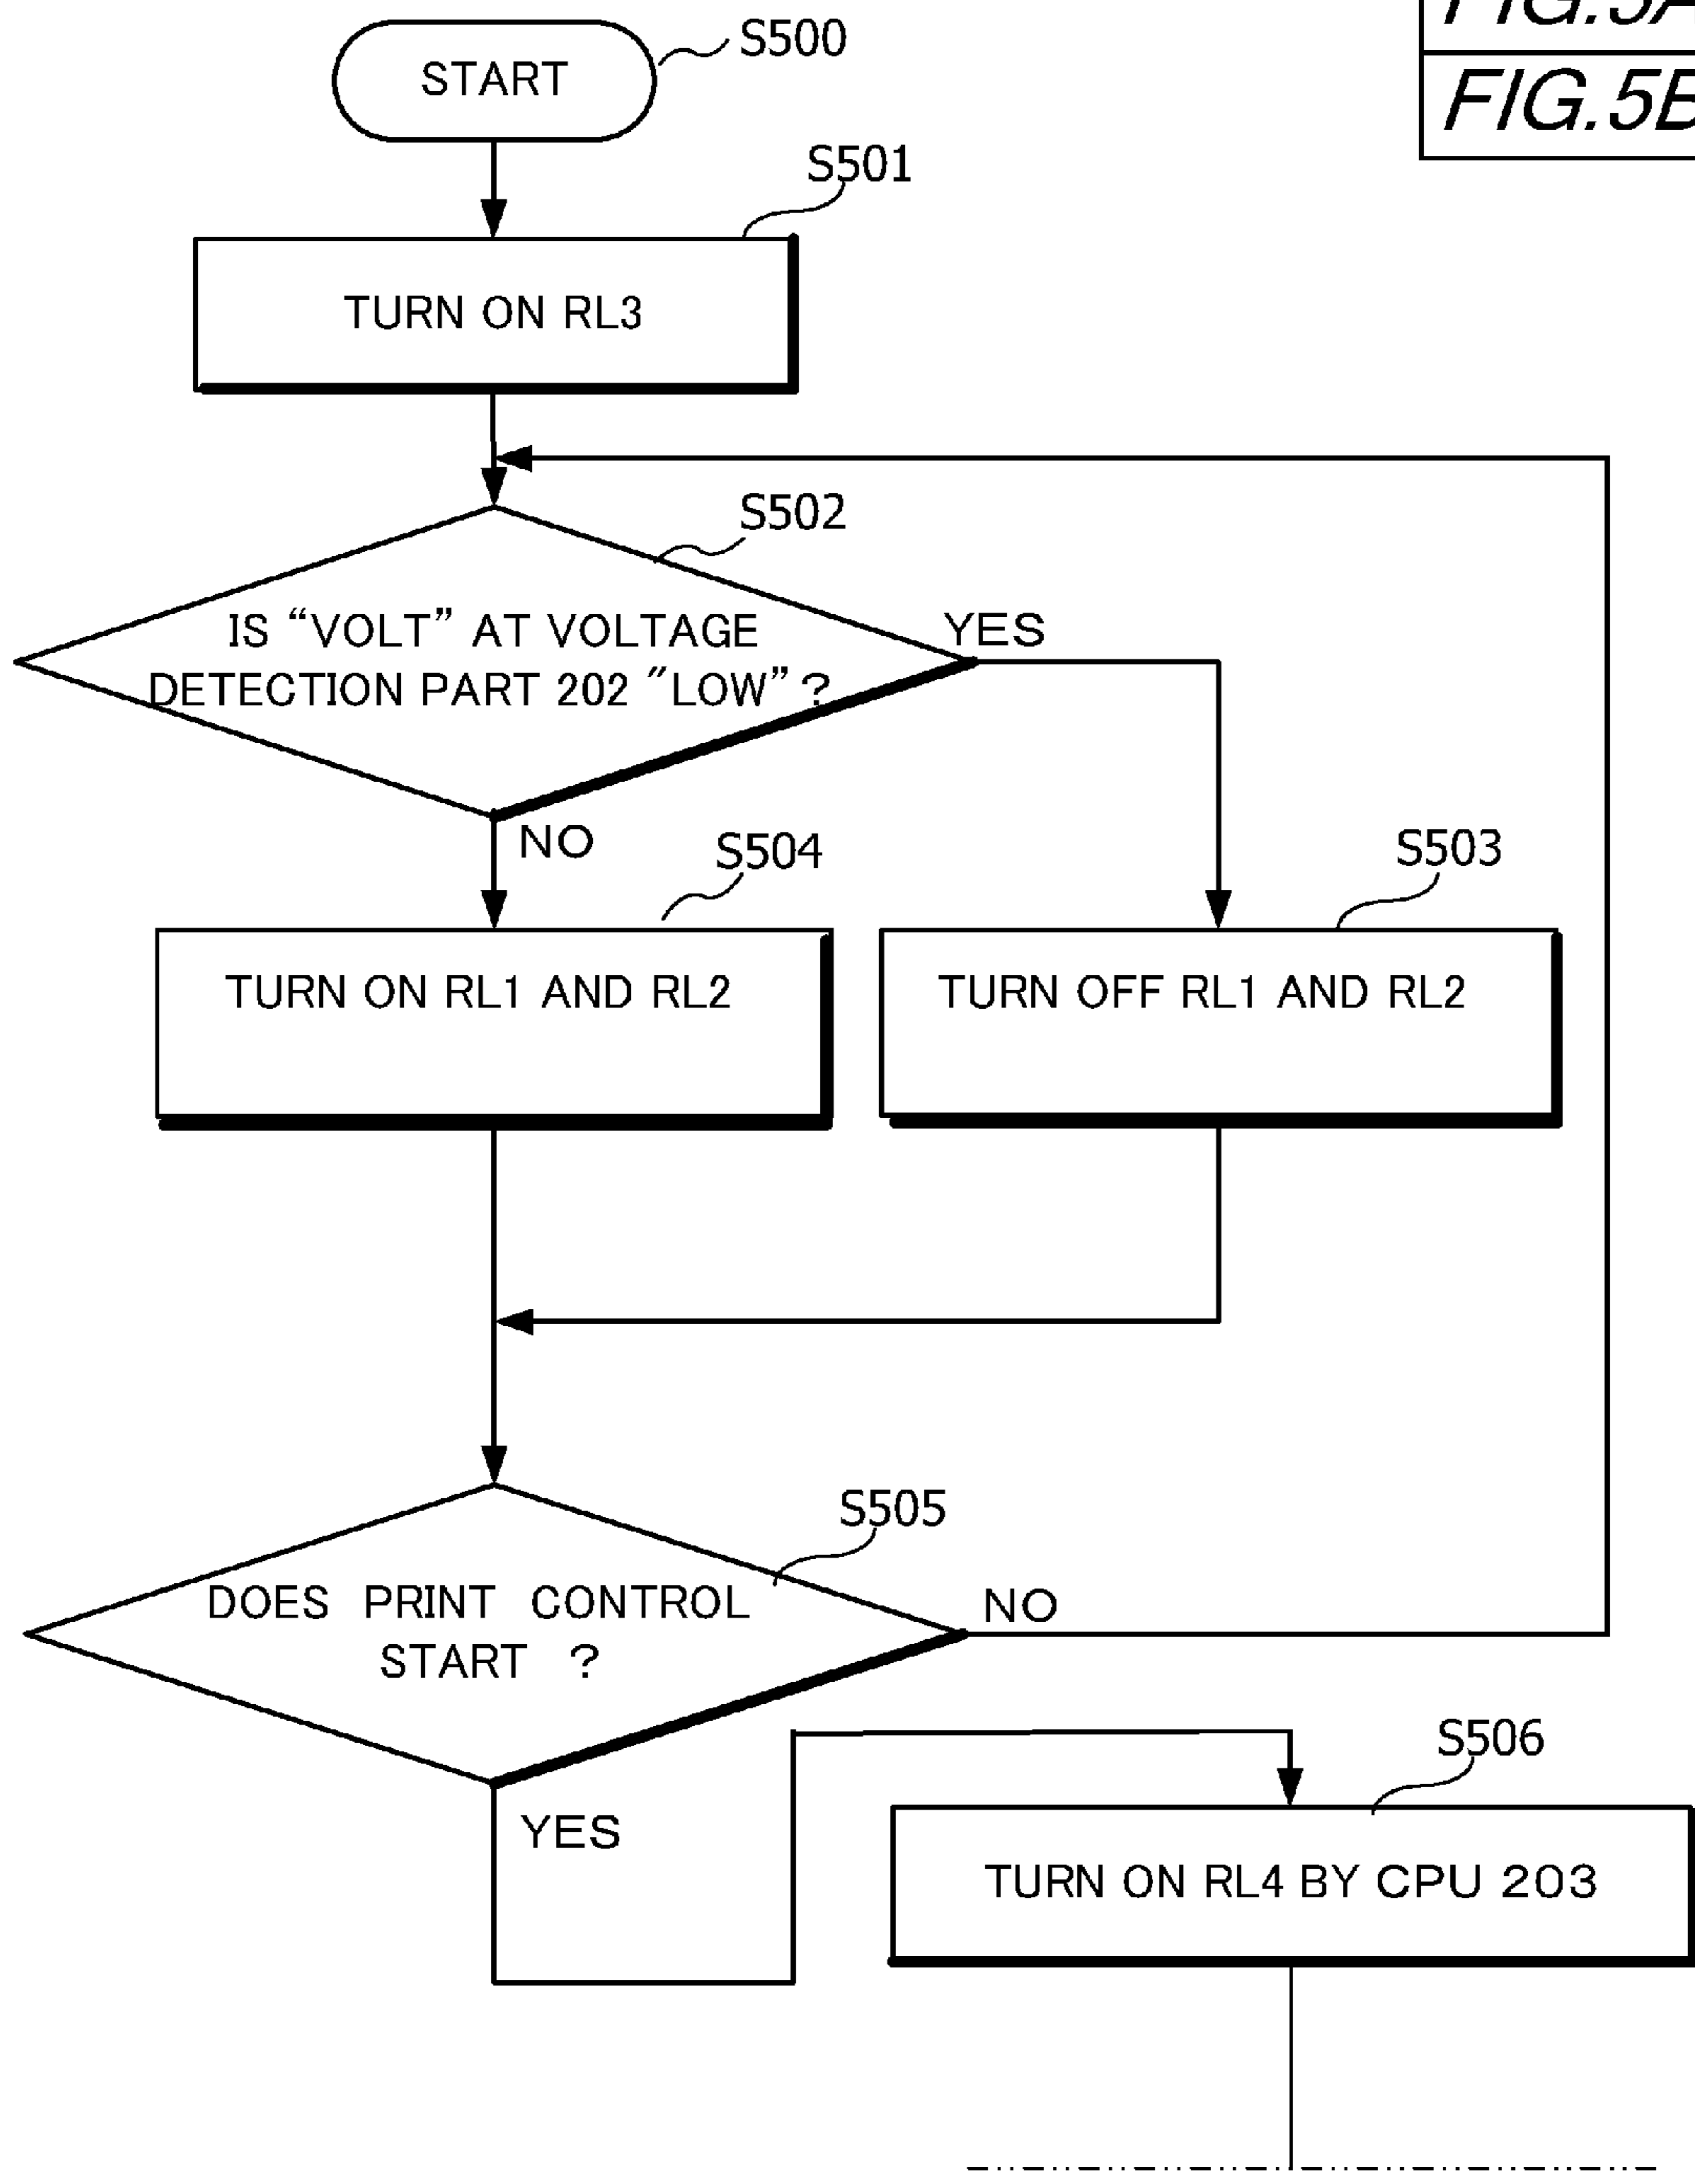 FIG.5A
FIG.5B
START
S500
S501
TURN ON RL3
S502
IS “VOLT” AT VOLTAGE
DETECTION PART 202 ″LOW”?
YES
NO
S504
TURN ON RL1 AND RL2
S503
TURN OFF RL1 AND RL2
S505
DOES PRINT CONTROL
START ?
NO
YES
S506
TURN ON RL4 BY CPU 203